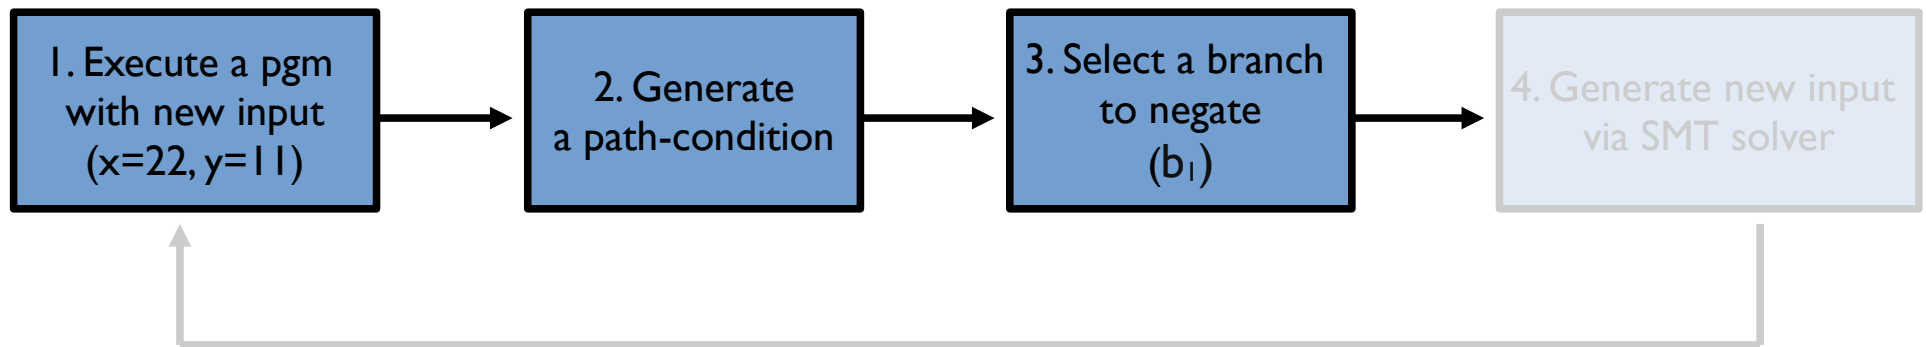 1. Execute a pgm
with new input
(x=22, y=11)
2. Generate
a path-condition
3. Select a branch
to negate
(b₁)
4. Generate new input
via SMT solver